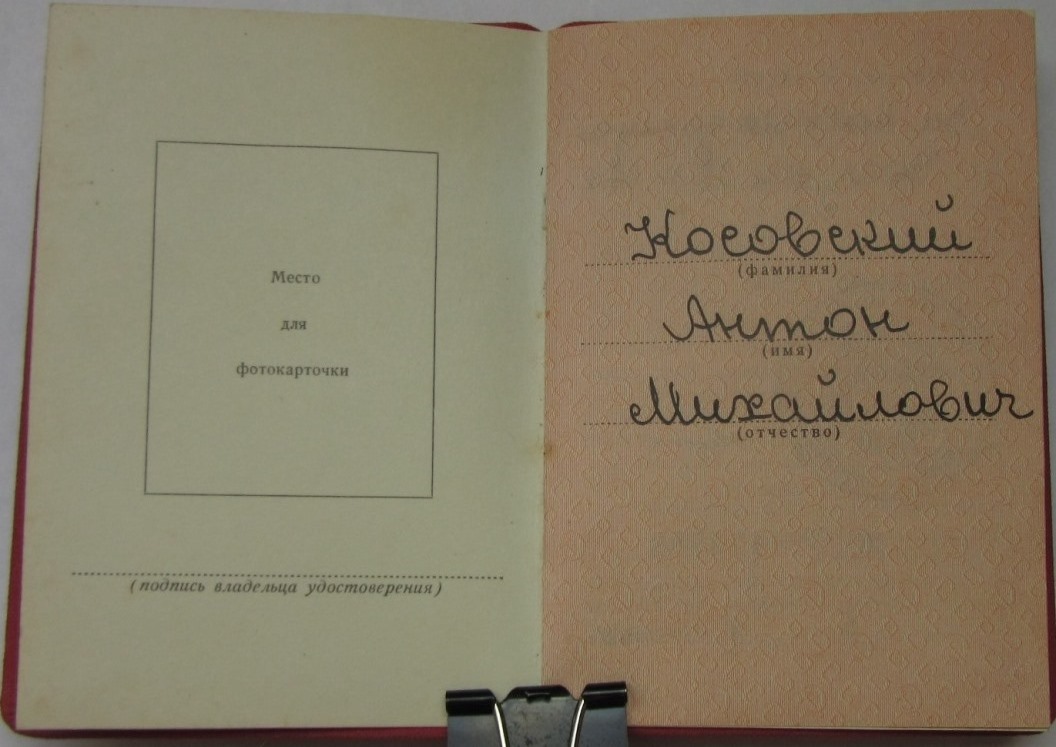 Место
для
фотокарточки
(подпись владельца удостоверения)
Косовский
(фамилия)
Антон
(имя)
Михайлович
(отчество)